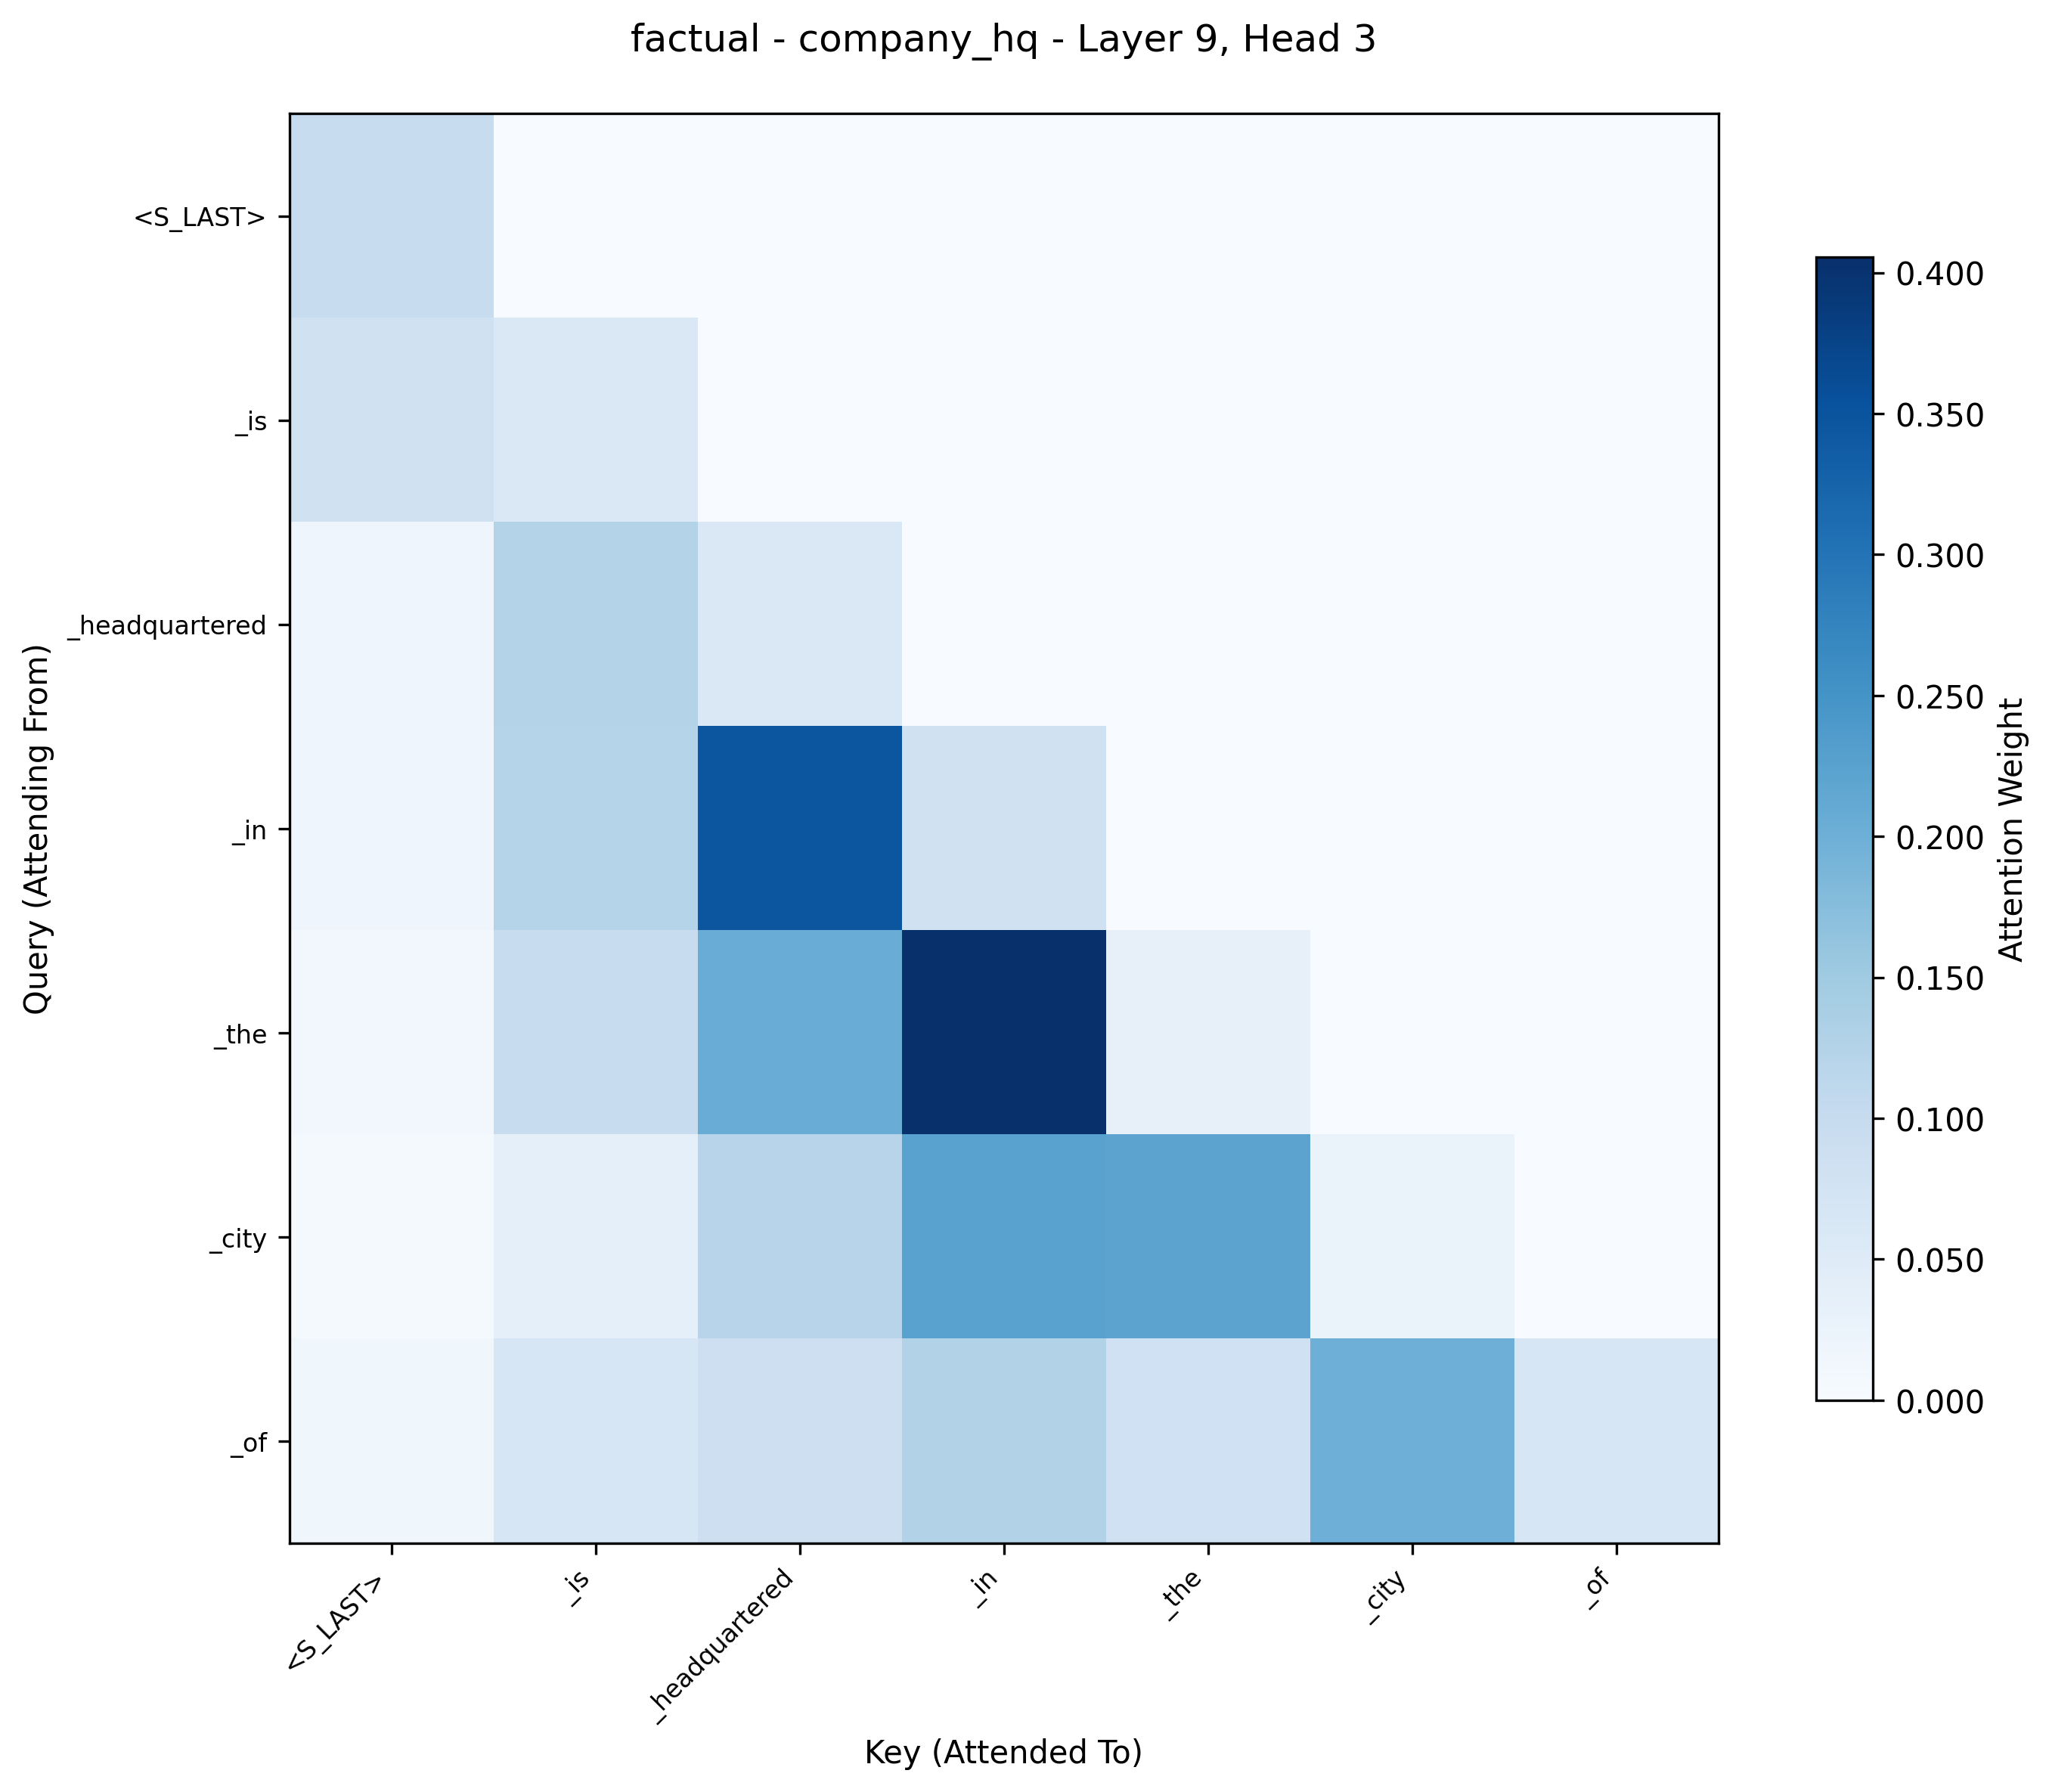 factual - company_hq - Layer 9, Head 3
Query (Attending From)
<S_LAST>
_is
_headquartered
_in
_the
_city
_of
<S_LAST>
_is
_headquartered
_in
_the
_city
_of
Key (Attended To)
0.400
0.350
0.300
0.250
0.200
0.150
0.100
0.050
0.000
Attention Weight